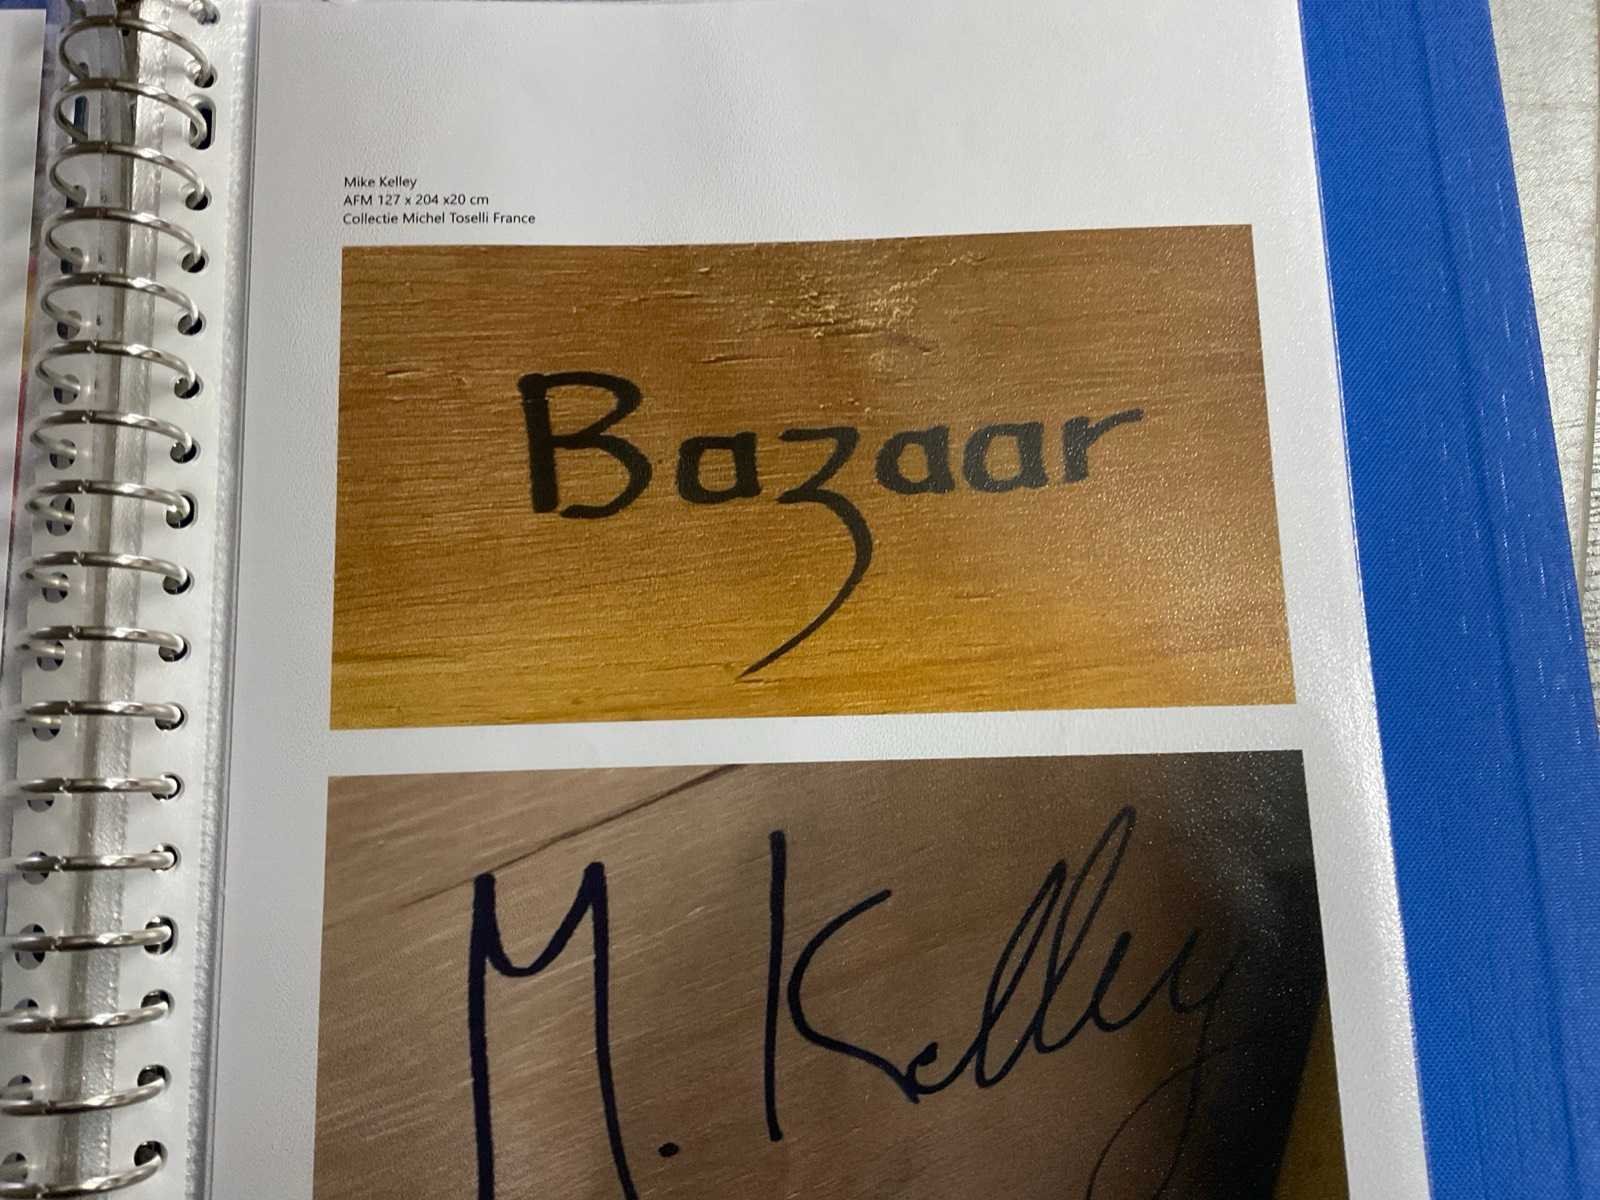 Mike Kelley
AFM 127 x 204 x20 cm
Collectie Michel Toselli France
Bazaar
M. Kelley